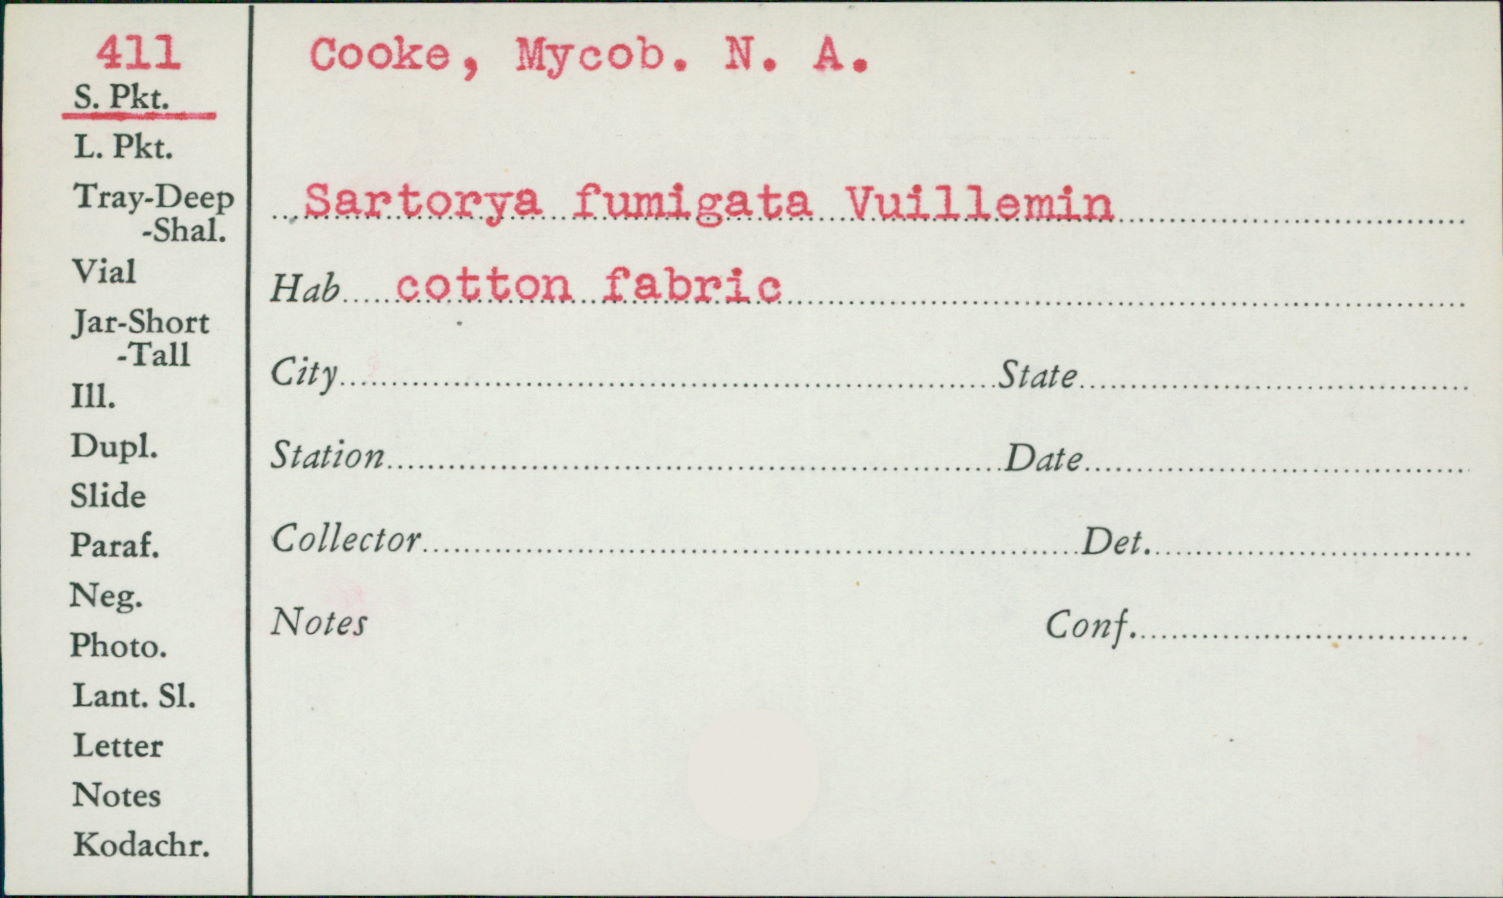 411
S. Pkt.
L. Pkt.
Tray-Deep
-Shal.
Vial
Jar-Short
-Tall
Ill.
Dupl.
Slide
Paraf.
Neg.
Photo.
Lant. Sl.
Letter
Notes
Kodachr.
Cooke, Mycob. N. A.
Sartorya fumigata Vuillemin
Hab cotton fabric
City State
Station Date
Collector Det.
Notes Conf.